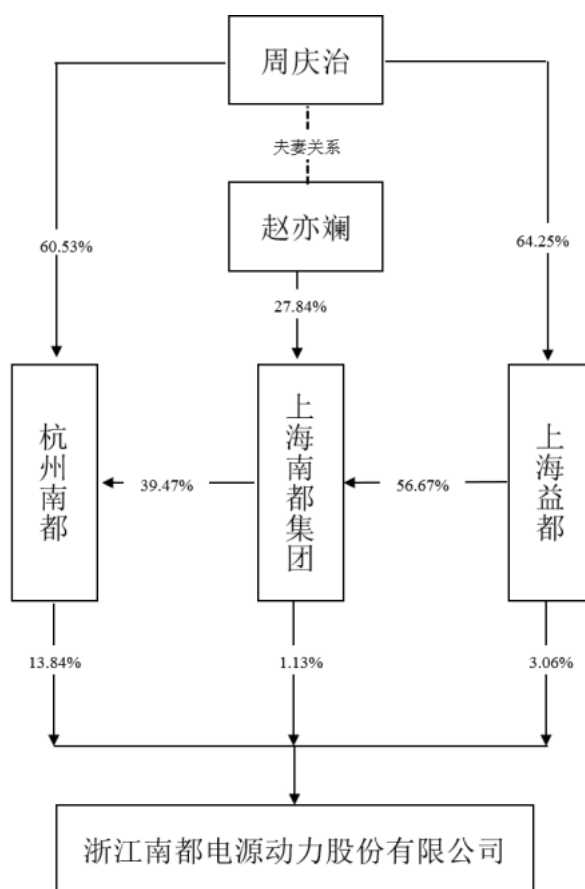 周庆治
夫妻关系
赵亦斓
60.53%
64.25%
27.84%
杭州南都
上海南都集团
上海益都
39.47%
56.67%
13.84%
1.13%
3.06%
浙江南都电源动力股份有限公司